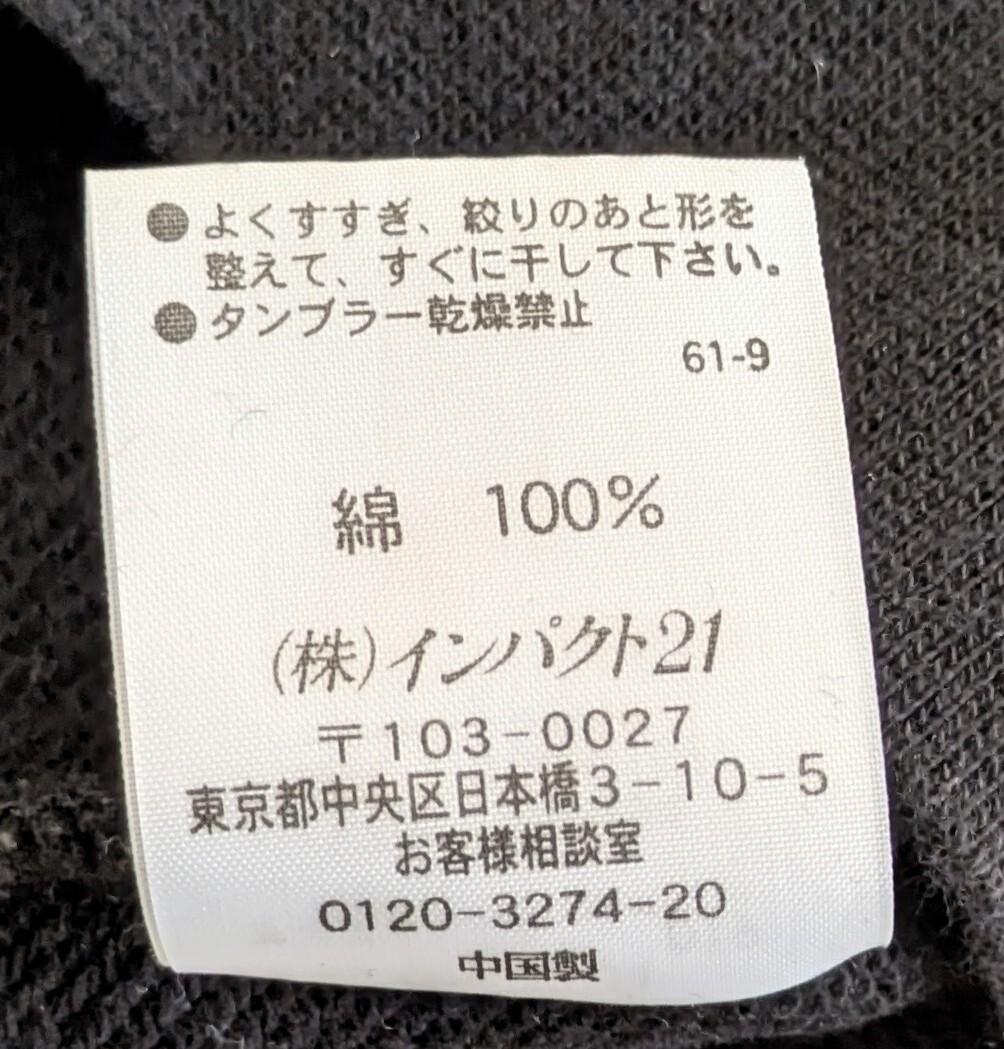 ●よくすすぎ、絞りのあと形を
整えて、すぐに干して下さい。
●タンブラー乾燥禁止
61-9
綿 100%
(株)インパクト21
〒103-0027
東京都中央区日本橋3-10-5
お客様相談室
0120-3274-20
中国製